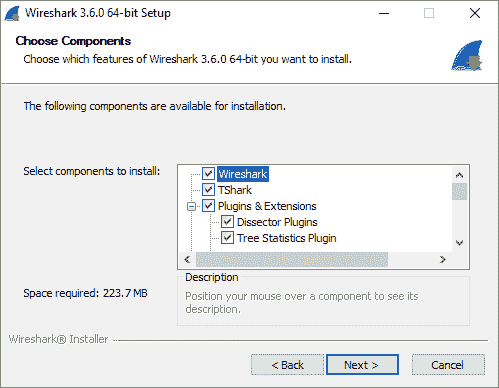 Wireshark 3.6.0 64-bit Setup
Choose Components
Choose which features of Wireshark 3.6.0 64-bit you want to install.
The following components are available for installation.
Select components to install:
Wireshark
TShark
Plugins & Extensions
Dissector Plugins
Tree Statistics Plugin
Space required: 223.7 MB
Description
Position your mouse over a component to see its
description.
Wireshark® Installer
< Back
Next >
Cancel